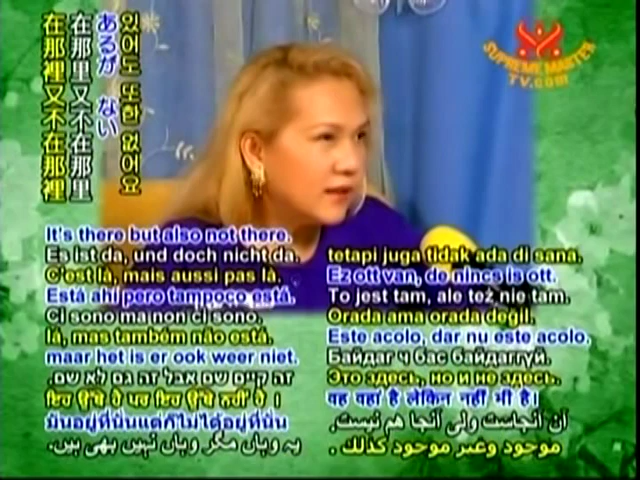 있어도 또한 없어요
あるが ない
在那里又不在那里
在那裡又不在那裡
SUPREME MASTER
TV.com
It's there but also not there.
Es ist da, und doch nicht da.
C'est là, mais aussi pas là.
Está ahí pero tampoco está.
Ci sono ma non ci sono.
lá, mas também não está.
maar het is er ook weer niet.
זה קיים שם אבל זה גם לא שם.
ਇਹ ਉੱਥੇ ਹੈ ਪਰ ਇਹ ਉੱਥੇ ਨਹੀਂ ਹੈ ।
มันอยู่ที่นั่นแต่ก็ไม่ได้อยู่ที่นั่น
یہ وہاں مگر وہاں نہیں بھی ہیں.
tetapi juga tidak ada di sana.
Ez ott van, de nincs is ott.
To jest tam, ale też nie tam.
Orada ama orada değil.
Este acolo, dar nu este acolo.
Байдаг ч бас байдаггүй.
Это здесь, но и не здесь.
वह वहां है लेकिन नहीं भी है।
آن آنجاست ولی آنجا هم نیست.
موجود وغير موجود كذلك .